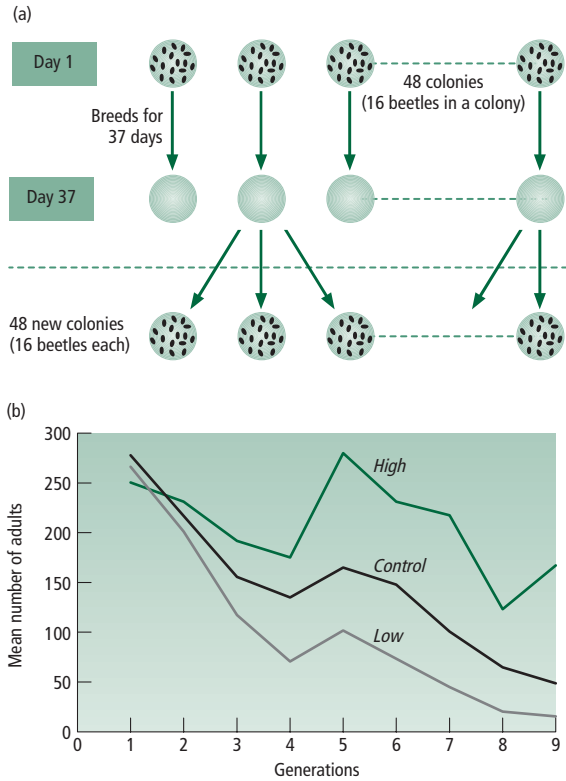 (a)
Day 1
48 colonies
(16 beetles in a colony)
Breeds for
37 days
Day 37
48 new colonies
(16 beetles each)
(b)
300
250
200
150
100
50
0
Mean number of adults
High
Control
Low
0 1 2 3 4 5 6 7 8 9
Generations